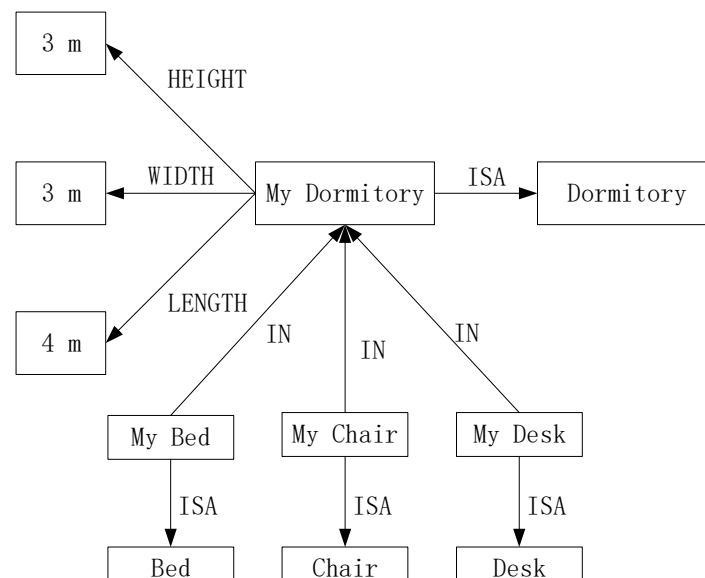 3 m
HEIGHT
3 m
WIDTH
My Dormitory
ISA
Dormitory
LENGTH
4 m
IN
IN
IN
My Bed
My Chair
My Desk
ISA
ISA
ISA
Bed
Chair
Desk